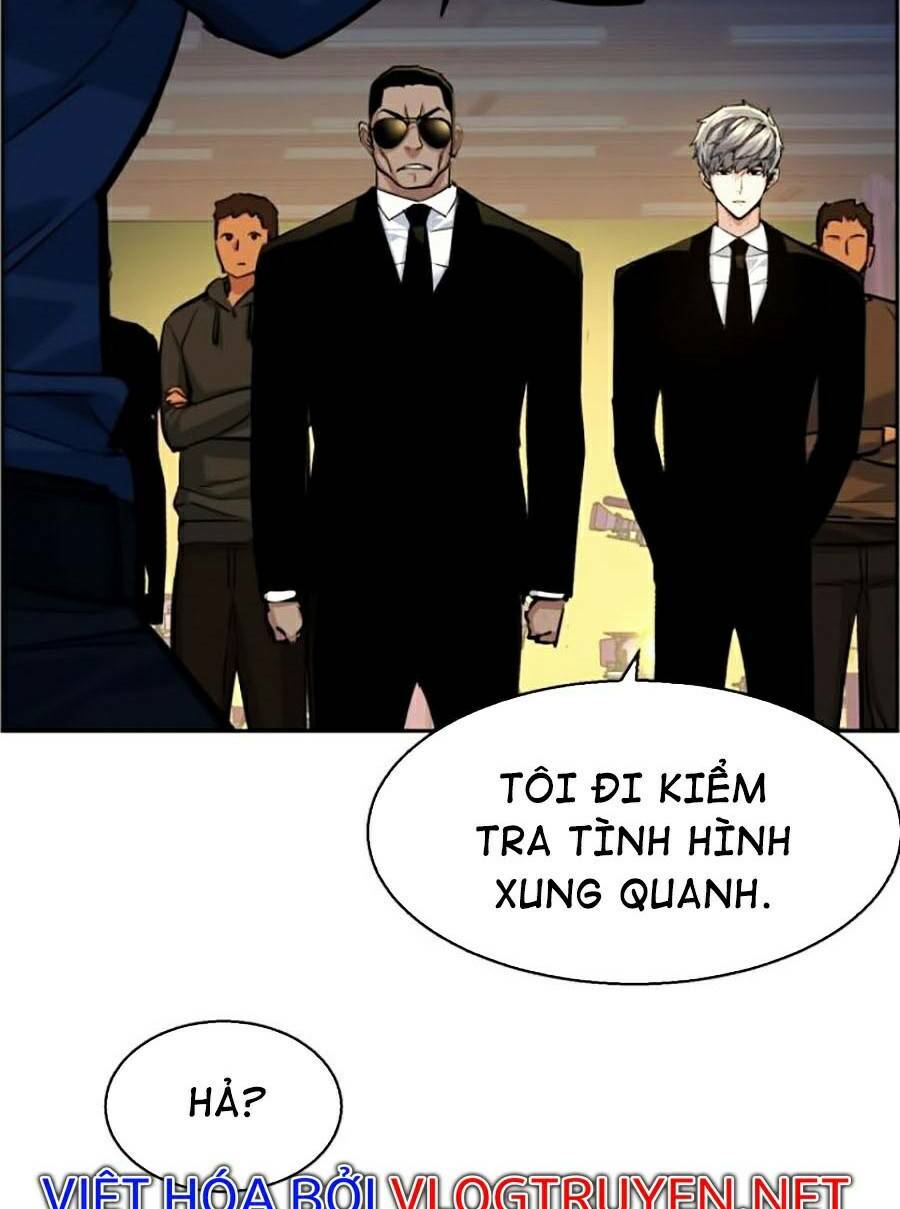 TÔI ĐI KIỂM
TRA TÌNH HÌNH
XUNG QUANH.
HẢ?
VIỆT HÓA BỞI VLOGTRUYEN.NET